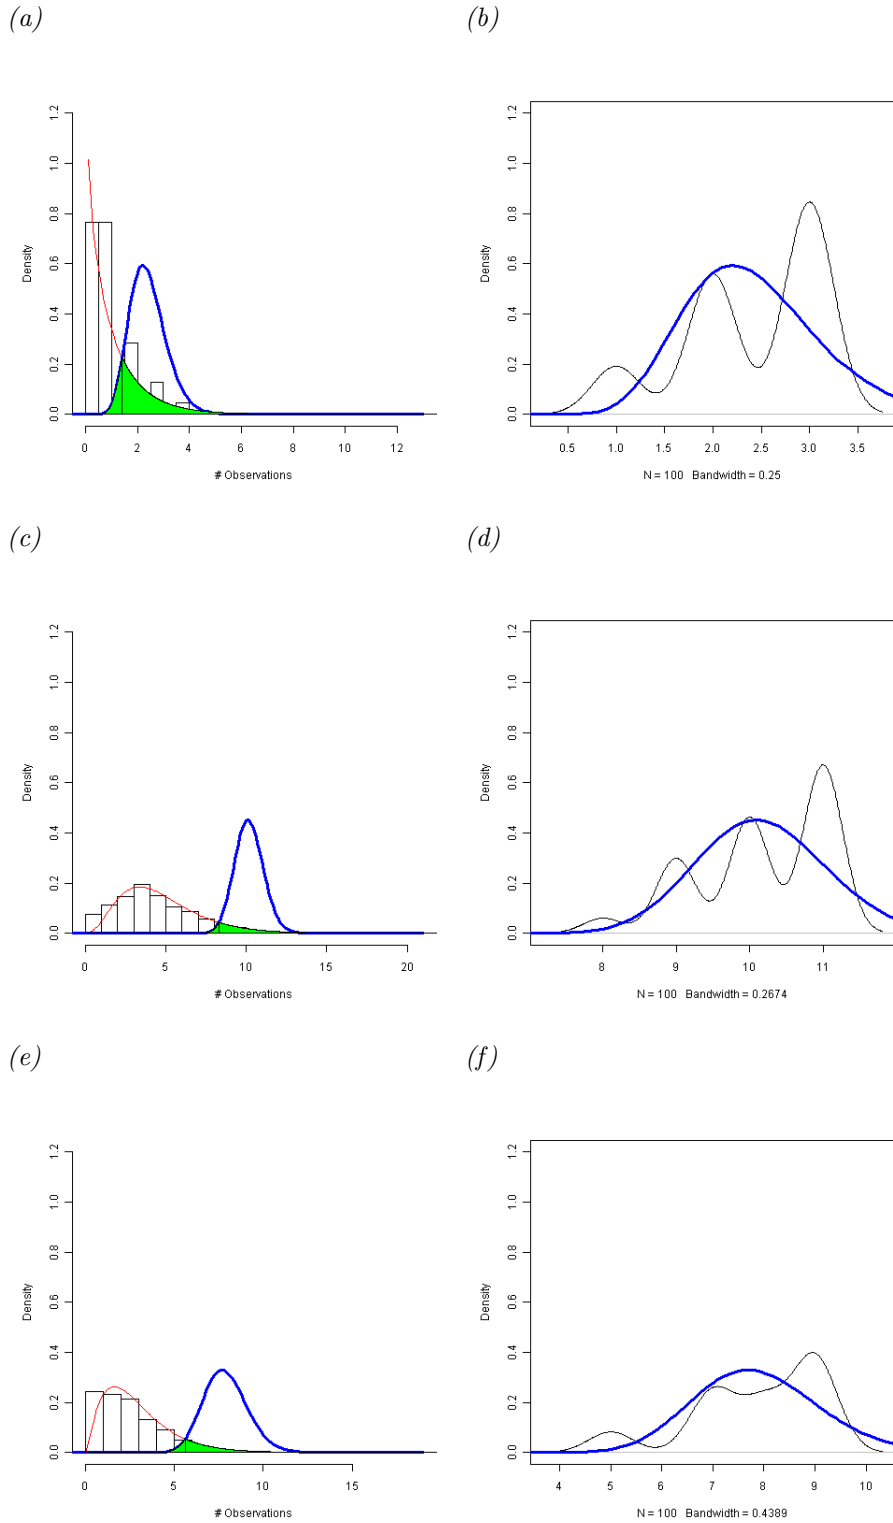 (a)
(b)
1.2
1.0
0.8
0.6
0.4
0.2
0.0
Density
0 2 4 6 8 10 12
# Observations
1.2
1.0
0.8
0.6
0.4
0.2
0.0
Density
0.5 1.0 1.5 2.0 2.5 3.0 3.5
N = 100 Bandwidth = 0.25
(c)
(d)
1.2
1.0
0.8
0.6
0.4
0.2
0.0
Density
0 5 10 15 20
# Observations
1.2
1.0
0.8
0.6
0.4
0.2
0.0
Density
8 9 10 11
N = 100 Bandwidth = 0.2674
(e)
(f)
1.2
1.0
0.8
0.6
0.4
0.2
0.0
Density
0 5 10 15
# Observations
1.2
1.0
0.8
0.6
0.4
0.2
0.0
Density
4 5 6 7 8 9 10
N = 100 Bandwidth = 0.4389